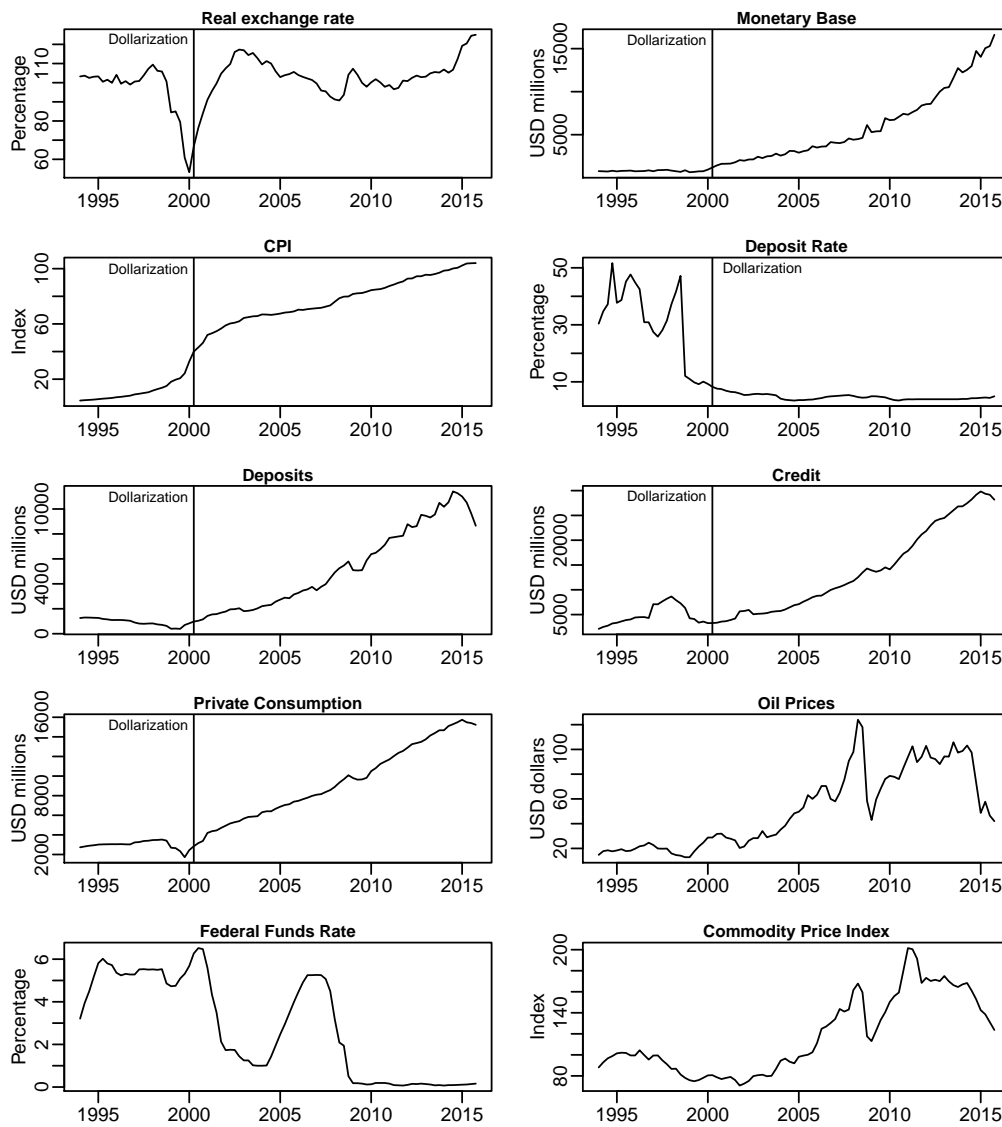 Real exchange rate
Dollarization
Percentage
60 80 110
1995 2000 2005 2010 2015
Monetary Base
Dollarization
USD millions
5000 15000
1995 2000 2005 2010 2015
CPI
Dollarization
Index
20 60 100
1995 2000 2005 2010 2015
Deposit Rate
Dollarization
Percentage
10 30 50
1995 2000 2005 2010 2015
Deposits
Dollarization
USD millions
0 4000 10000
1995 2000 2005 2010 2015
Credit
Dollarization
USD millions
5000 20000
1995 2000 2005 2010 2015
Private Consumption
Dollarization
USD millions
2000 8000 16000
1995 2000 2005 2010 2015
Oil Prices
USD dollars
20 60 100
1995 2000 2005 2010 2015
Federal Funds Rate
Percentage
0 2 4 6
1995 2000 2005 2010 2015
Commodity Price Index
Index
80 140 200
1995 2000 2005 2010 2015